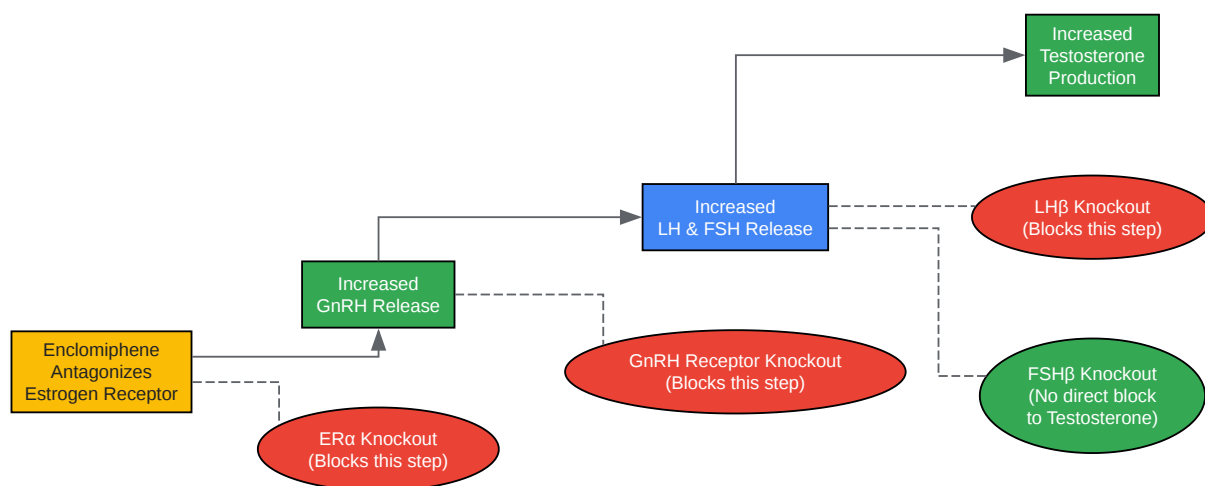 Increased
Testosterone
Production
LHβ Knockout
(Blocks this step)
Increased
LH & FSH Release
Increased
GnRH Release
Enclomiphene
Antagonizes
Estrogen Receptor
GnRH Receptor Knockout
(Blocks this step)
FSHβ Knockout
(No direct block
to Testosterone)
ERα Knockout
(Blocks this step)